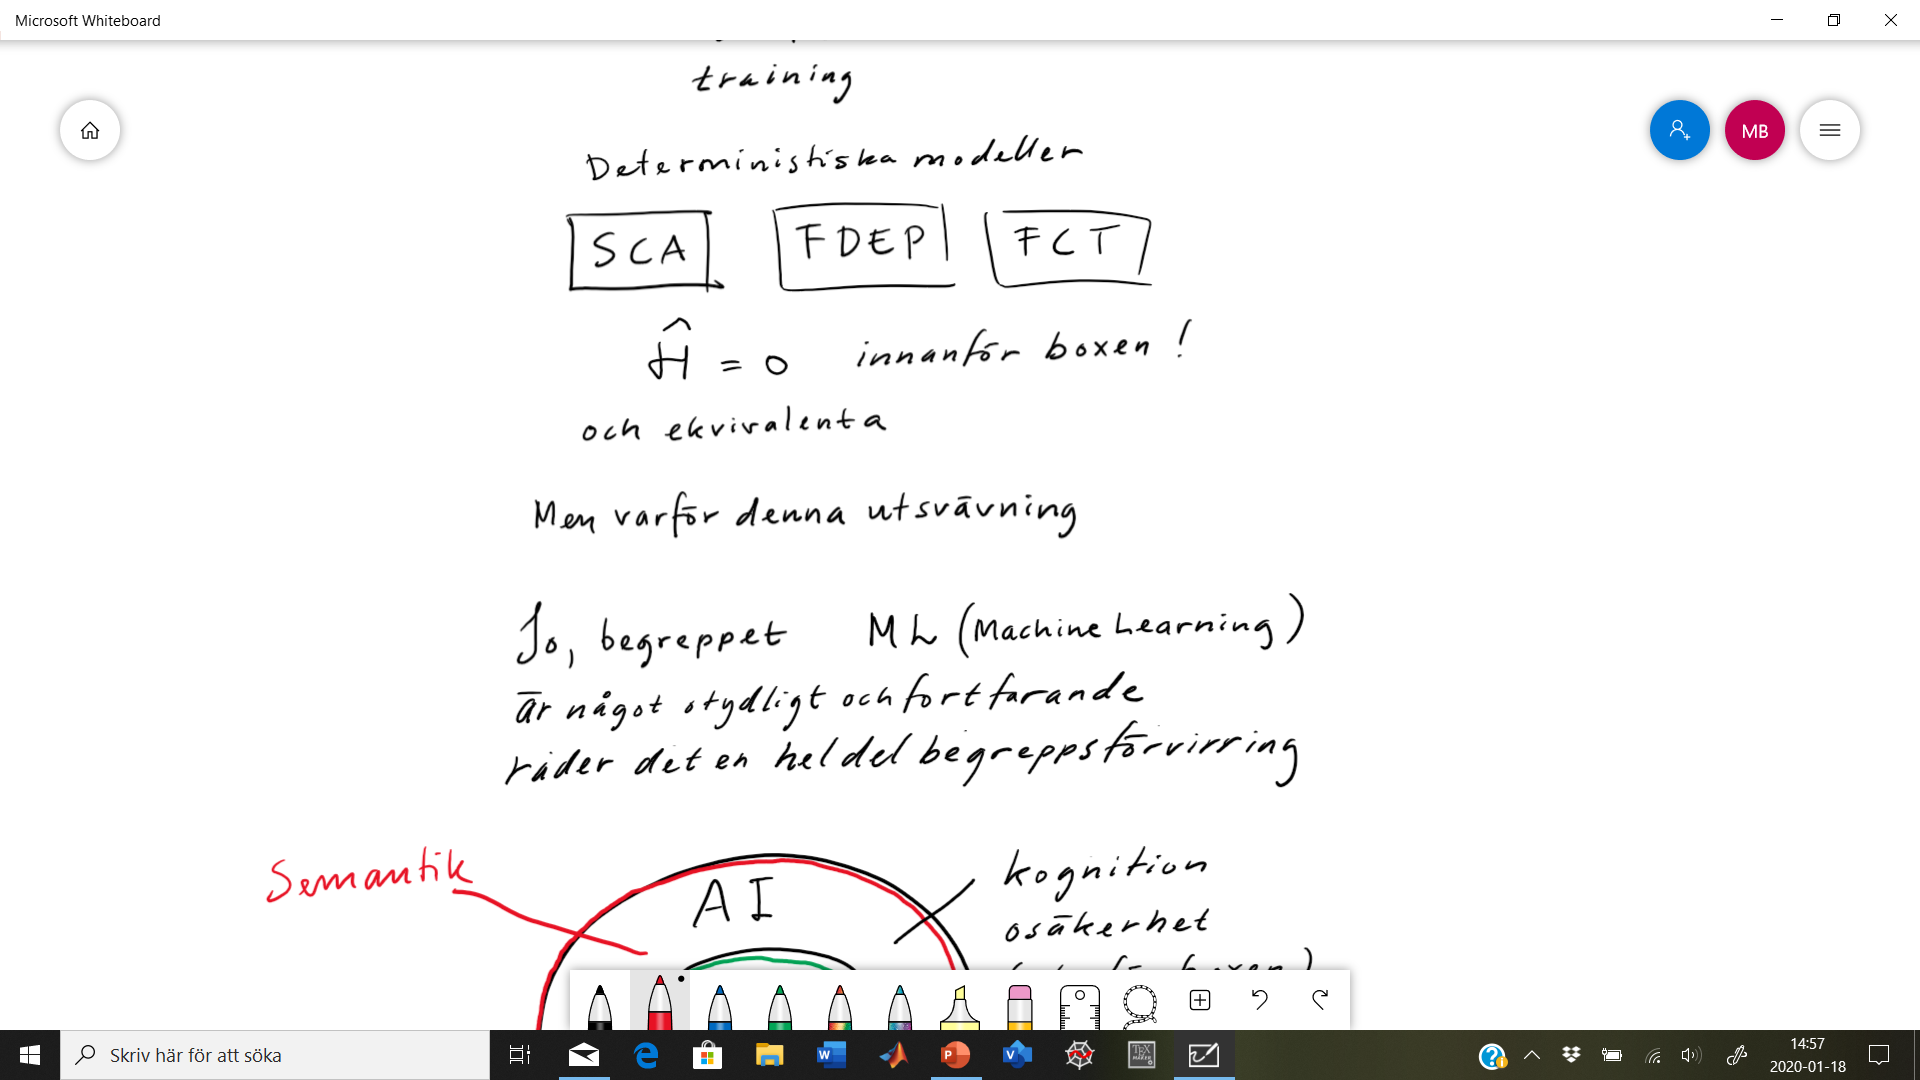 Microsoft Whiteboard
training
MB
Deterministiska modeller
SCA FDEP FCT
Ĥ = 0 innanför boxen!
och ekvivalenta
Men varför denna utsvävning
Jo, begreppet ML (Machine Learning)
är något otydligt och fortfarande
råder det en hel del begreppsförvirring
Semantik
AI
kognition
osäkerhet
Skriv här för att söka
14:57
2020-01-18